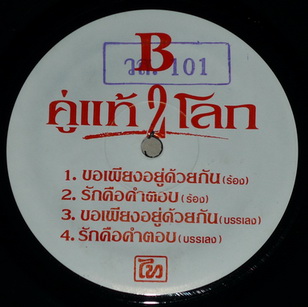 B
วส. 101
คู่แท้ 2 โลก
1. ขอเพียงอยู่ด้วยกัน (ร้อง)
2. รักคือคำตอบ (ร้อง)
3. ขอเพียงอยู่ด้วยกัน (บรรเลง)
4. รักคือคำตอบ (บรรเลง)